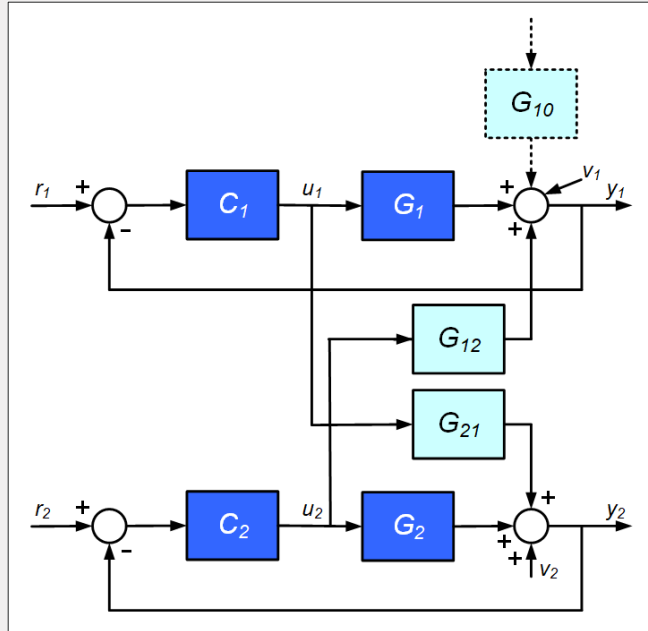 G10
v1
r1 + C1 u1 G1 + y1
- +
G12
G21
r2 + C2 u2 G2 + y2
- + +
v2